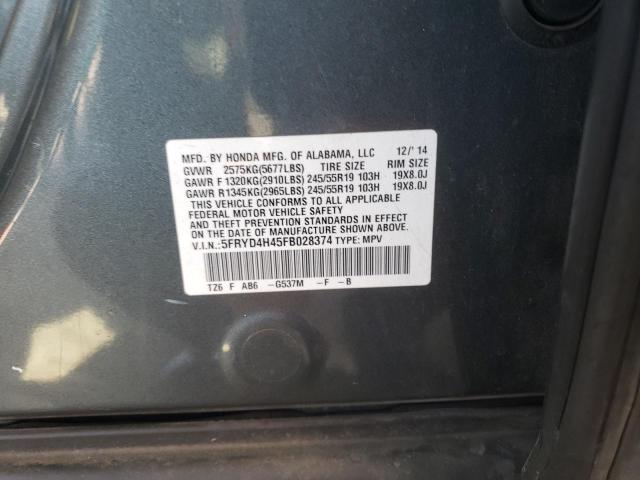 MFD. BY HONDA MFG. OF ALABAMA, LLC 12/'14
GVWR 2575KG(5677LBS) TIRE SIZE RIM SIZE
GAWR F 1320KG(2910LBS) 245/55R19 103H 19X8.0J
GAWR R1345KG(2965LBS) 245/55R19 103H 19X8.0J
THIS VEHICLE CONFORMS TO ALL APPLICABLE
FEDERAL MOTOR VEHICLE SAFETY
AND THEFT PREVENTION STANDARDS IN EFFECT
ON THE DATE OF MANUFACTURE SHOWN ABOVE.
V.I.N.:5FRYD4H45FB028374 TYPE: MPV
TZ6 F AB6 -G537M -F -B